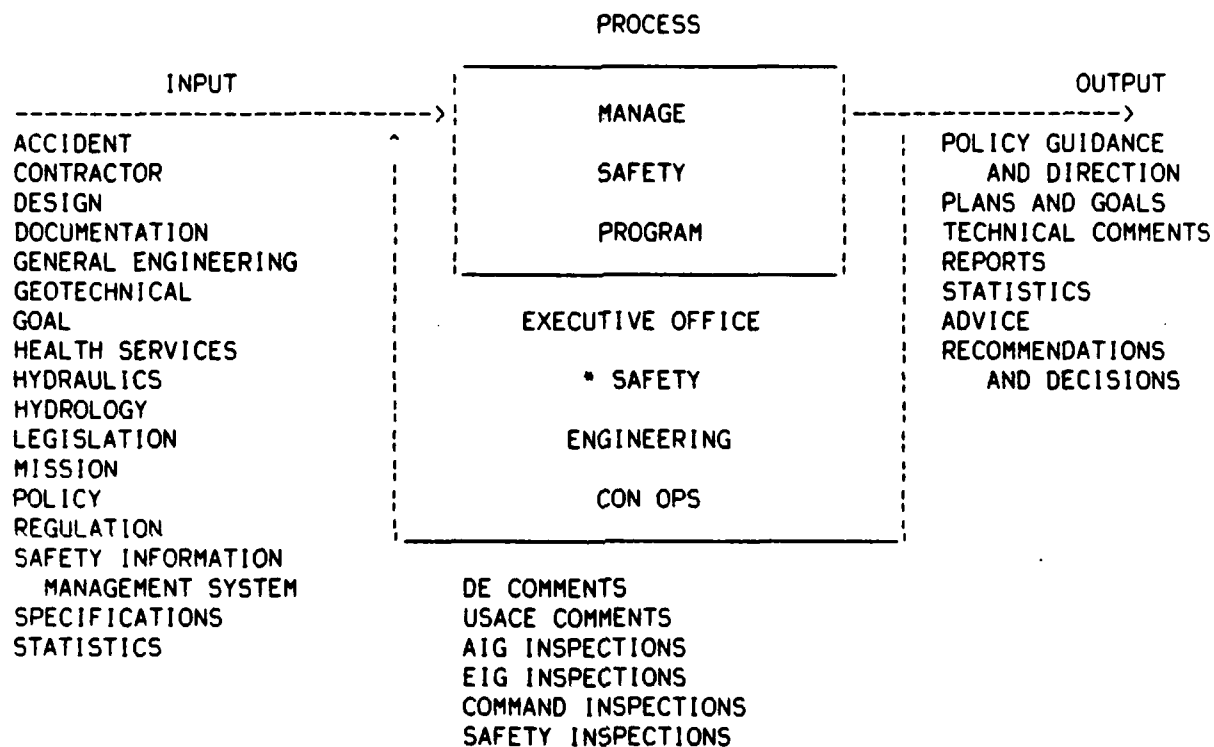 PROCESS
INPUT
OUTPUT
MANAGE
SAFETY
PROGRAM
ACCIDENT
CONTRACTOR
DESIGN
DOCUMENTATION
GENERAL ENGINEERING
GEOTECHNICAL
GOAL
HEALTH SERVICES
HYDRAULICS
HYDROLOGY
LEGISLATION
MISSION
POLICY
REGULATION
SAFETY INFORMATION
MANAGEMENT SYSTEM
SPECIFICATIONS
STATISTICS
EXECUTIVE OFFICE
* SAFETY
ENGINEERING
CON OPS
DE COMMENTS
USACE COMMENTS
AIG INSPECTIONS
EIG INSPECTIONS
COMMAND INSPECTIONS
SAFETY INSPECTIONS
POLICY GUIDANCE
AND DIRECTION
PLANS AND GOALS
TECHNICAL COMMENTS
REPORTS
STATISTICS
ADVICE
RECOMMENDATIONS
AND DECISIONS